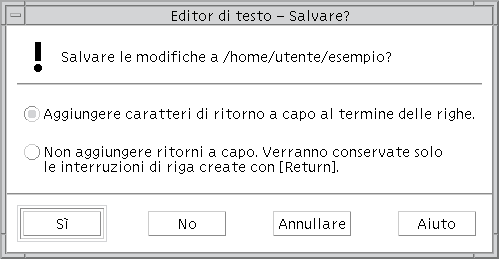 Editor di testo – Salvare?
Salvare le modifiche a /home/utente/esempio?
Aggiungere caratteri di ritorno a capo al termine delle righe.
Non aggiungere ritorni a capo. Verranno conservate solo
le interruzioni di riga create con [Return].
Sì No Annullare Aiuto